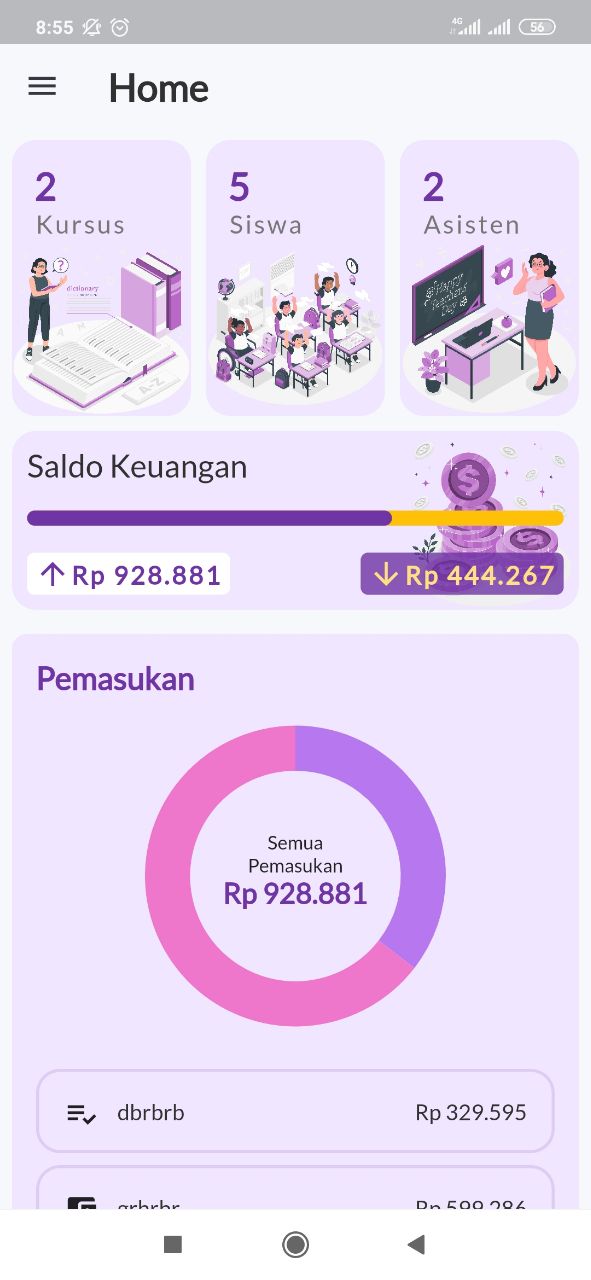 8:55
4G
56
Home
2
Kursus
5
Siswa
2
Asisten
dictionary
A-Z
Happy
Teachers
Day
Saldo Keuangan
Rp 928.881
Rp 444.267
Pemasukan
Semua
Pemasukan
Rp 928.881
dbrbrb
Rp 329.595
grbrbr
Rp 599.286